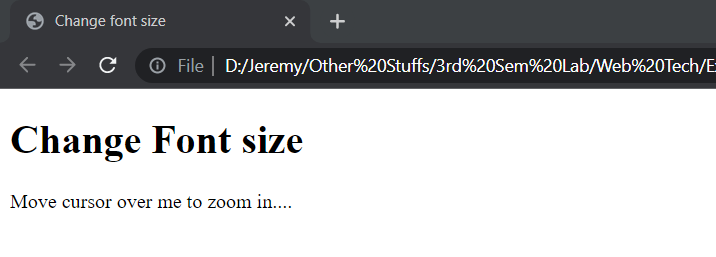 Change font size
File | D:/Jeremy/Other%20Stuffs/3rd%20Sem%20Lab/Web%20Tech/E
Change Font size
Move cursor over me to zoom in....